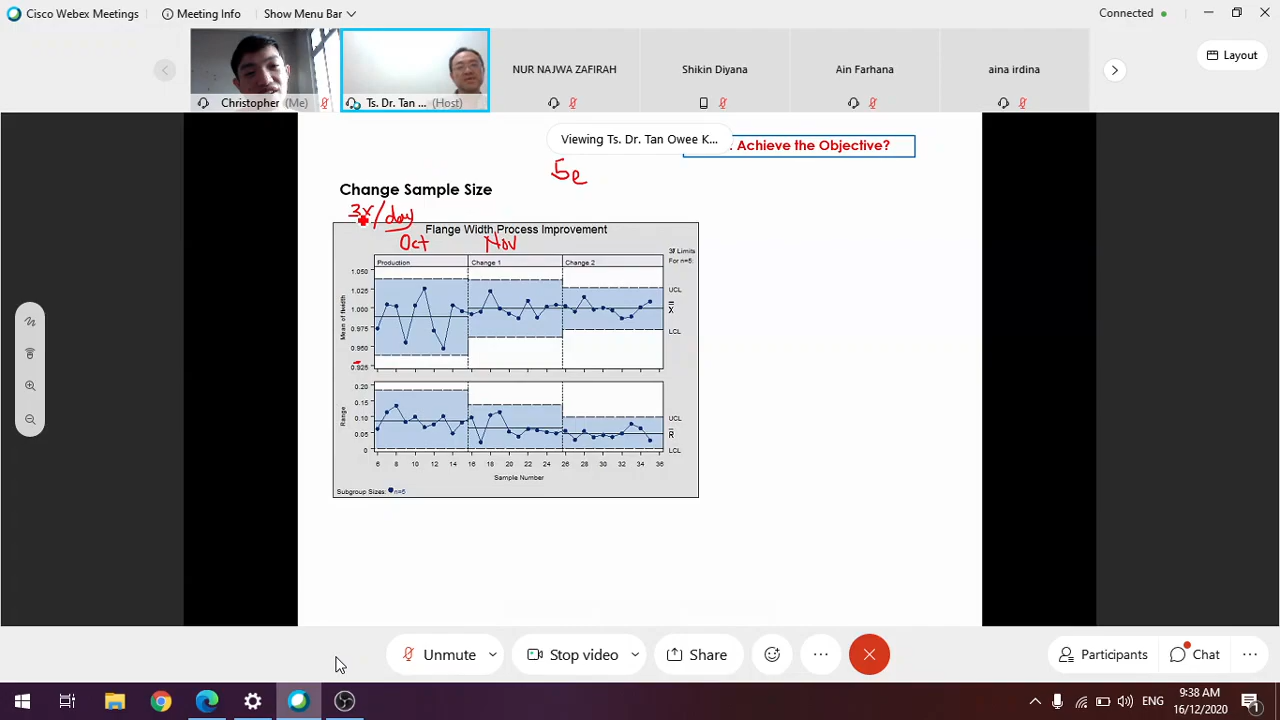 Cisco Webex Meetings
Meeting Info
Show Menu Bar
Connected
Layout
Christopher (Me)
Ts. Dr. Tan ... (Host)
NUR NAJWA ZAFIRAH
Shikin Diyana
Ain Farhana
aina irdina
Viewing Ts. Dr. Tan Owee K...
Achieve the Objective?
Change Sample Size
3x/day
Flange Width Process Improvement
Oct
Nov
3σ Limits
For n=5:
Production
Change 1
Change 2
1.050
1.025
1.000
0.975
0.950
0.925
UCL
X
LCL
0.20
0.15
0.10
0.05
0
Range
UCL
R
LCL
6 8 10 12 14 16 18 20 22 24 26 28 30 32 34 36
Sample Number
Subgroup Sizes: n=5
Unmute
Stop video
Share
Participants
Chat
ENG
9:38 AM
16/12/2020
1